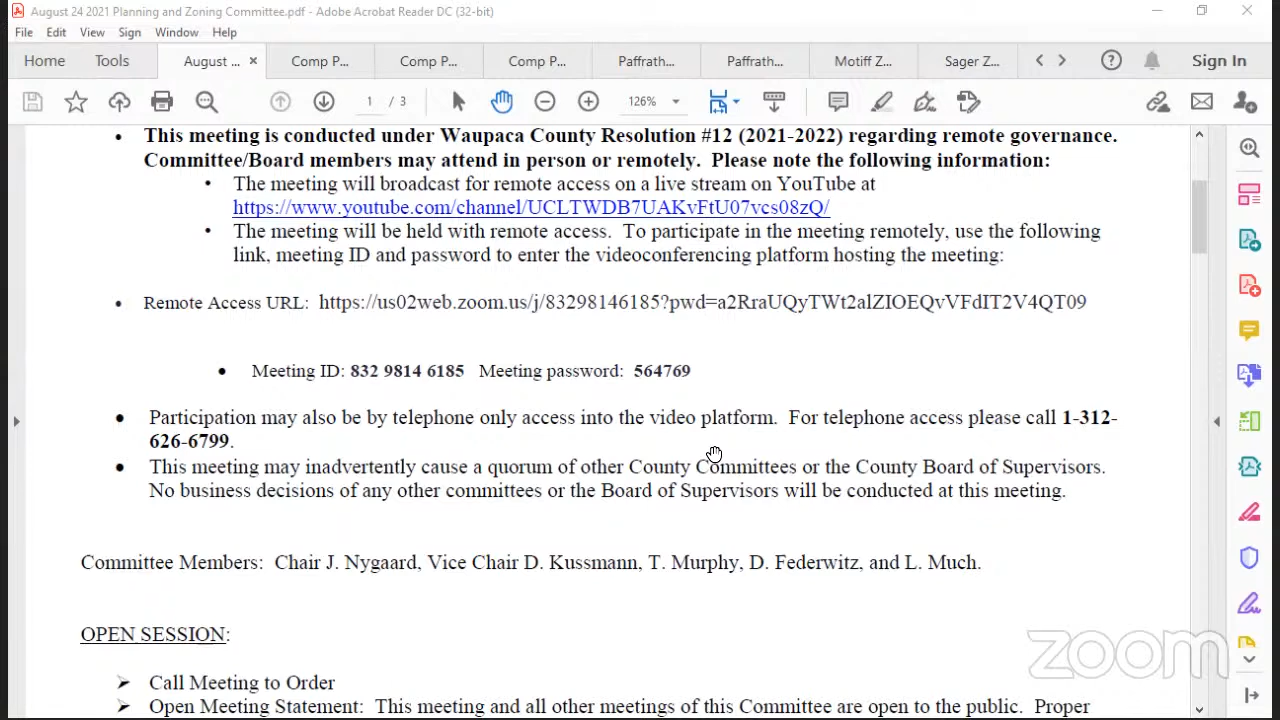 August 24 2021 Planning and Zoning Committee.pdf - Adobe Acrobat Reader DC (32-bit)
File Edit View Sign Window Help
Home Tools August ... × Comp P... Comp P... Comp P... Paffrath... Paffrath... Motiff Z... Sager Z... Sign In
1 / 3 126%
• This meeting is conducted under Waupaca County Resolution #12 (2021-2022) regarding remote governance.
Committee/Board members may attend in person or remotely. Please note the following information:
• The meeting will broadcast for remote access on a live stream on YouTube at
https://www.youtube.com/channel/UCLTWDB7UAKvFtU07vcs08zQ/
• The meeting will be held with remote access. To participate in the meeting remotely, use the following
link, meeting ID and password to enter the videoconferencing platform hosting the meeting:
• Remote Access URL: https://us02web.zoom.us/j/83298146185?pwd=a2RraUQyTWt2alZIOEQvVFdIT2V4QT09
• Meeting ID: 832 9814 6185 Meeting password: 564769
• Participation may also be by telephone only access into the video platform. For telephone access please call 1-312-
626-6799.
• This meeting may inadvertently cause a quorum of other County Committees or the County Board of Supervisors.
No business decisions of any other committees or the Board of Supervisors will be conducted at this meeting.
Committee Members: Chair J. Nygaard, Vice Chair D. Kussmann, T. Murphy, D. Federwitz, and L. Much.
OPEN SESSION:
➤ Call Meeting to Order
➤ Open Meeting Statement: This meeting and all other meetings of this Committee are open to the public. Proper
zoom